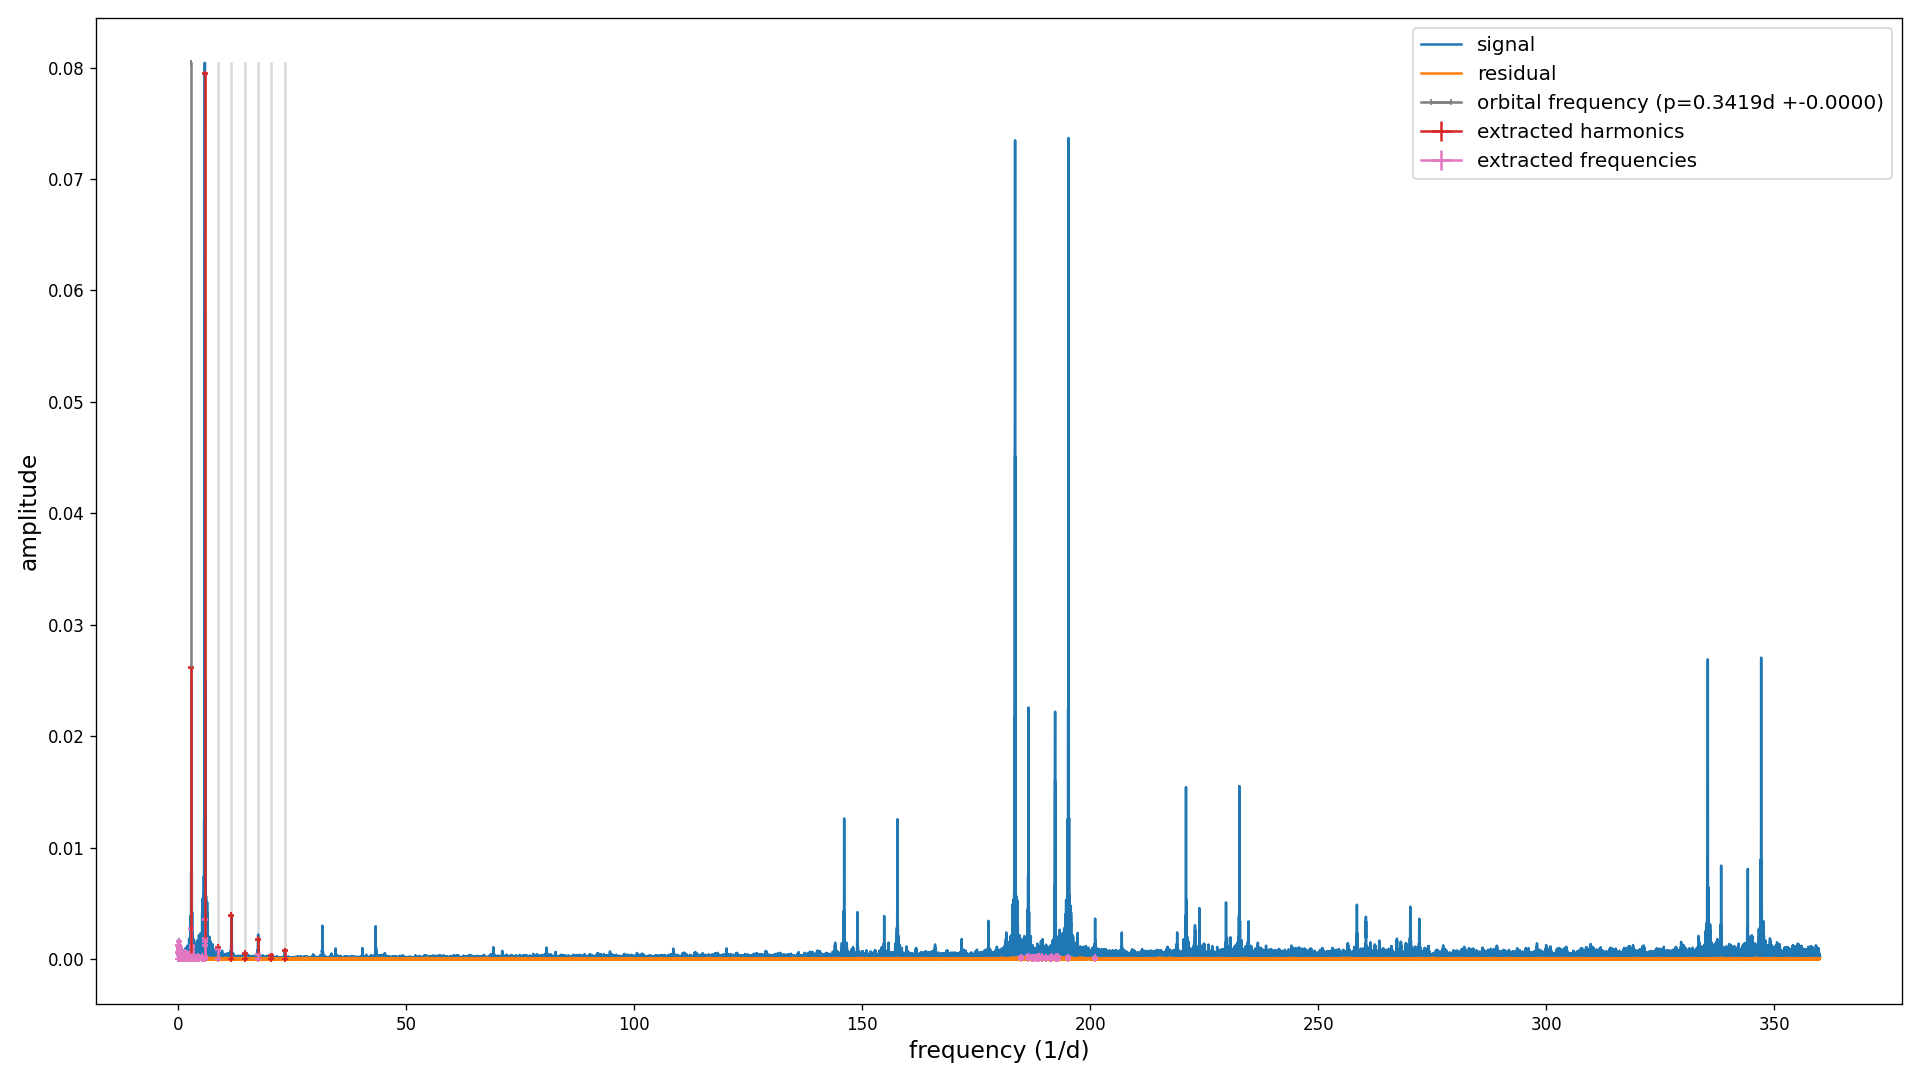 signal
residual
orbital frequency (p=0.3419d +-0.0000)
extracted harmonics
extracted frequencies
0.08
0.07
0.06
0.05
0.04
0.03
0.02
0.01
0.00
amplitude
0 50 100 150 200 250 300 350
frequency (1/d)